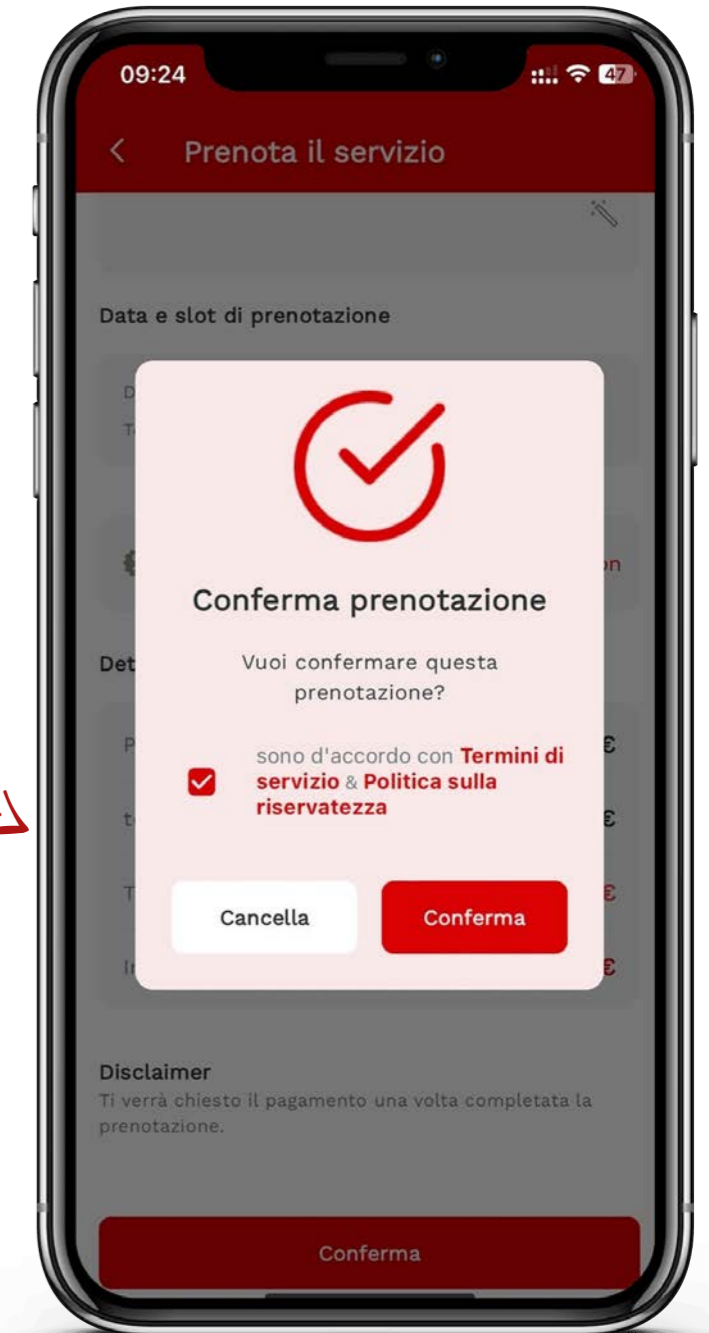 09:24
47
Prenota il servizio
Data e slot di prenotazione
Conferma prenotazione
Vuoi confermare questa
prenotazione?
sono d'accordo con Termini di
servizio & Politica sulla
riservatezza
Cancella
Conferma
€
€
€
€
Disclaimer
Ti verrà chiesto il pagamento una volta completata la
prenotazione.
Conferma